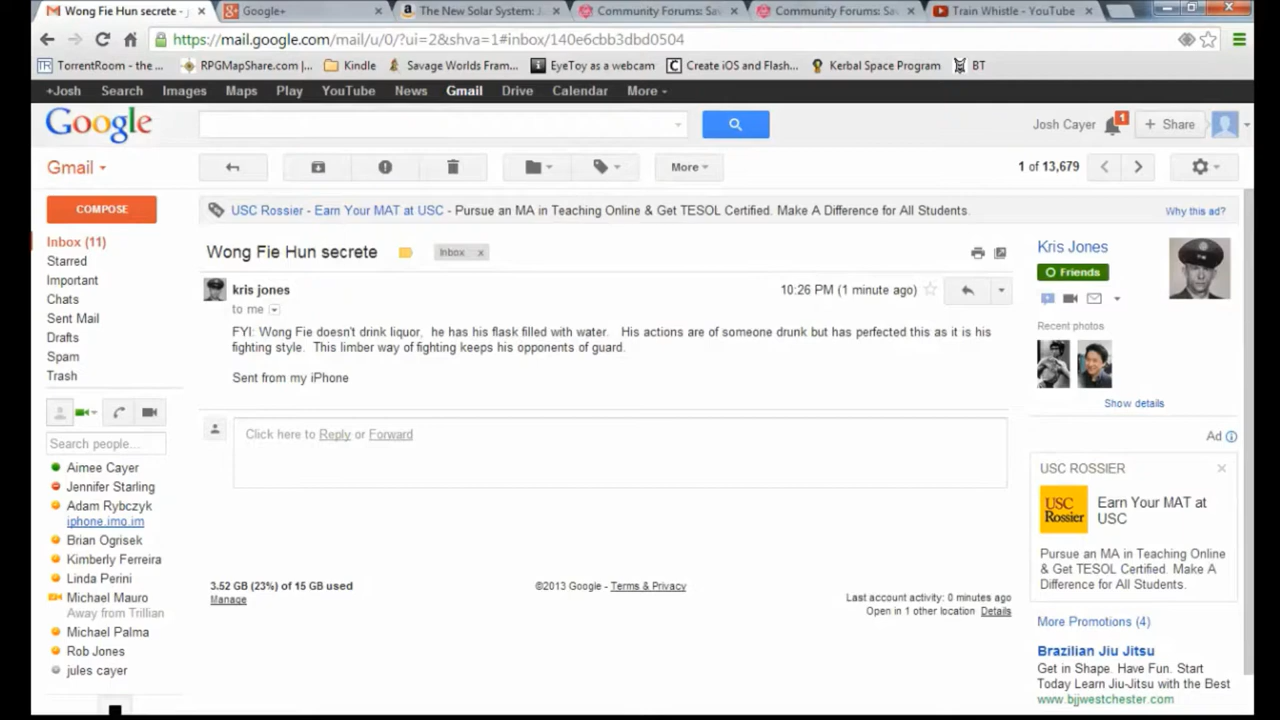 Wong Fie Hun secrete -
Google+
The New Solar System:
Community Forums: Sa
Community Forums: Sa
Train Whistle - YouTube
https://mail.google.com/mail/u/0/?ui=2&shva=1#inbox/140e6cbb3dbd0504
TorrentRoom - the ...
RPGMapShare.com |...
Kindle
Savage Worlds Fram...
EyeToy as a webcam
Create iOS and Flash...
Kerbal Space Program
BT
+Josh Search Images Maps Play YouTube News Gmail Drive Calendar More
Google
Josh Cayer
1
+ Share
Gmail
More
1 of 13,679
COMPOSE
USC Rossier - Earn Your MAT at USC - Pursue an MA in Teaching Online & Get TESOL Certified. Make A Difference for All Students.
Why this ad?
Inbox (11)
Starred
Important
Chats
Sent Mail
Drafts
Spam
Trash
Search people...
Aimee Cayer
Jennifer Starling
Adam Rybczyk
iphone.imo.im
Brian Ogrisek
Kimberly Ferreira
Linda Perini
Michael Mauro
Away from Trillian
Michael Palma
Rob Jones
jules cayer
Wong Fie Hun secrete
Inbox x
kris jones
10:26 PM (1 minute ago)
to me
FYI: Wong Fie doesn't drink liquor, he has his flask filled with water. His actions are of someone drunk but has perfected this as it is his
fighting style. This limber way of fighting keeps his opponents of guard.
Sent from my iPhone
Click here to Reply or Forward
3.52 GB (23%) of 15 GB used
Manage
©2013 Google - Terms & Privacy
Last account activity: 0 minutes ago
Open in 1 other location Details
Kris Jones
Friends
Recent photos
Show details
Ad
USC ROSSIER
USC
Rossier
Earn Your MAT at
USC
Pursue an MA in Teaching Online
& Get TESOL Certified. Make A
Difference for All Students.
More Promotions (4)
Brazilian Jiu Jitsu
Get in Shape. Have Fun. Start
Today Learn Jiu-Jitsu with the Best
www.bjjwestchester.com